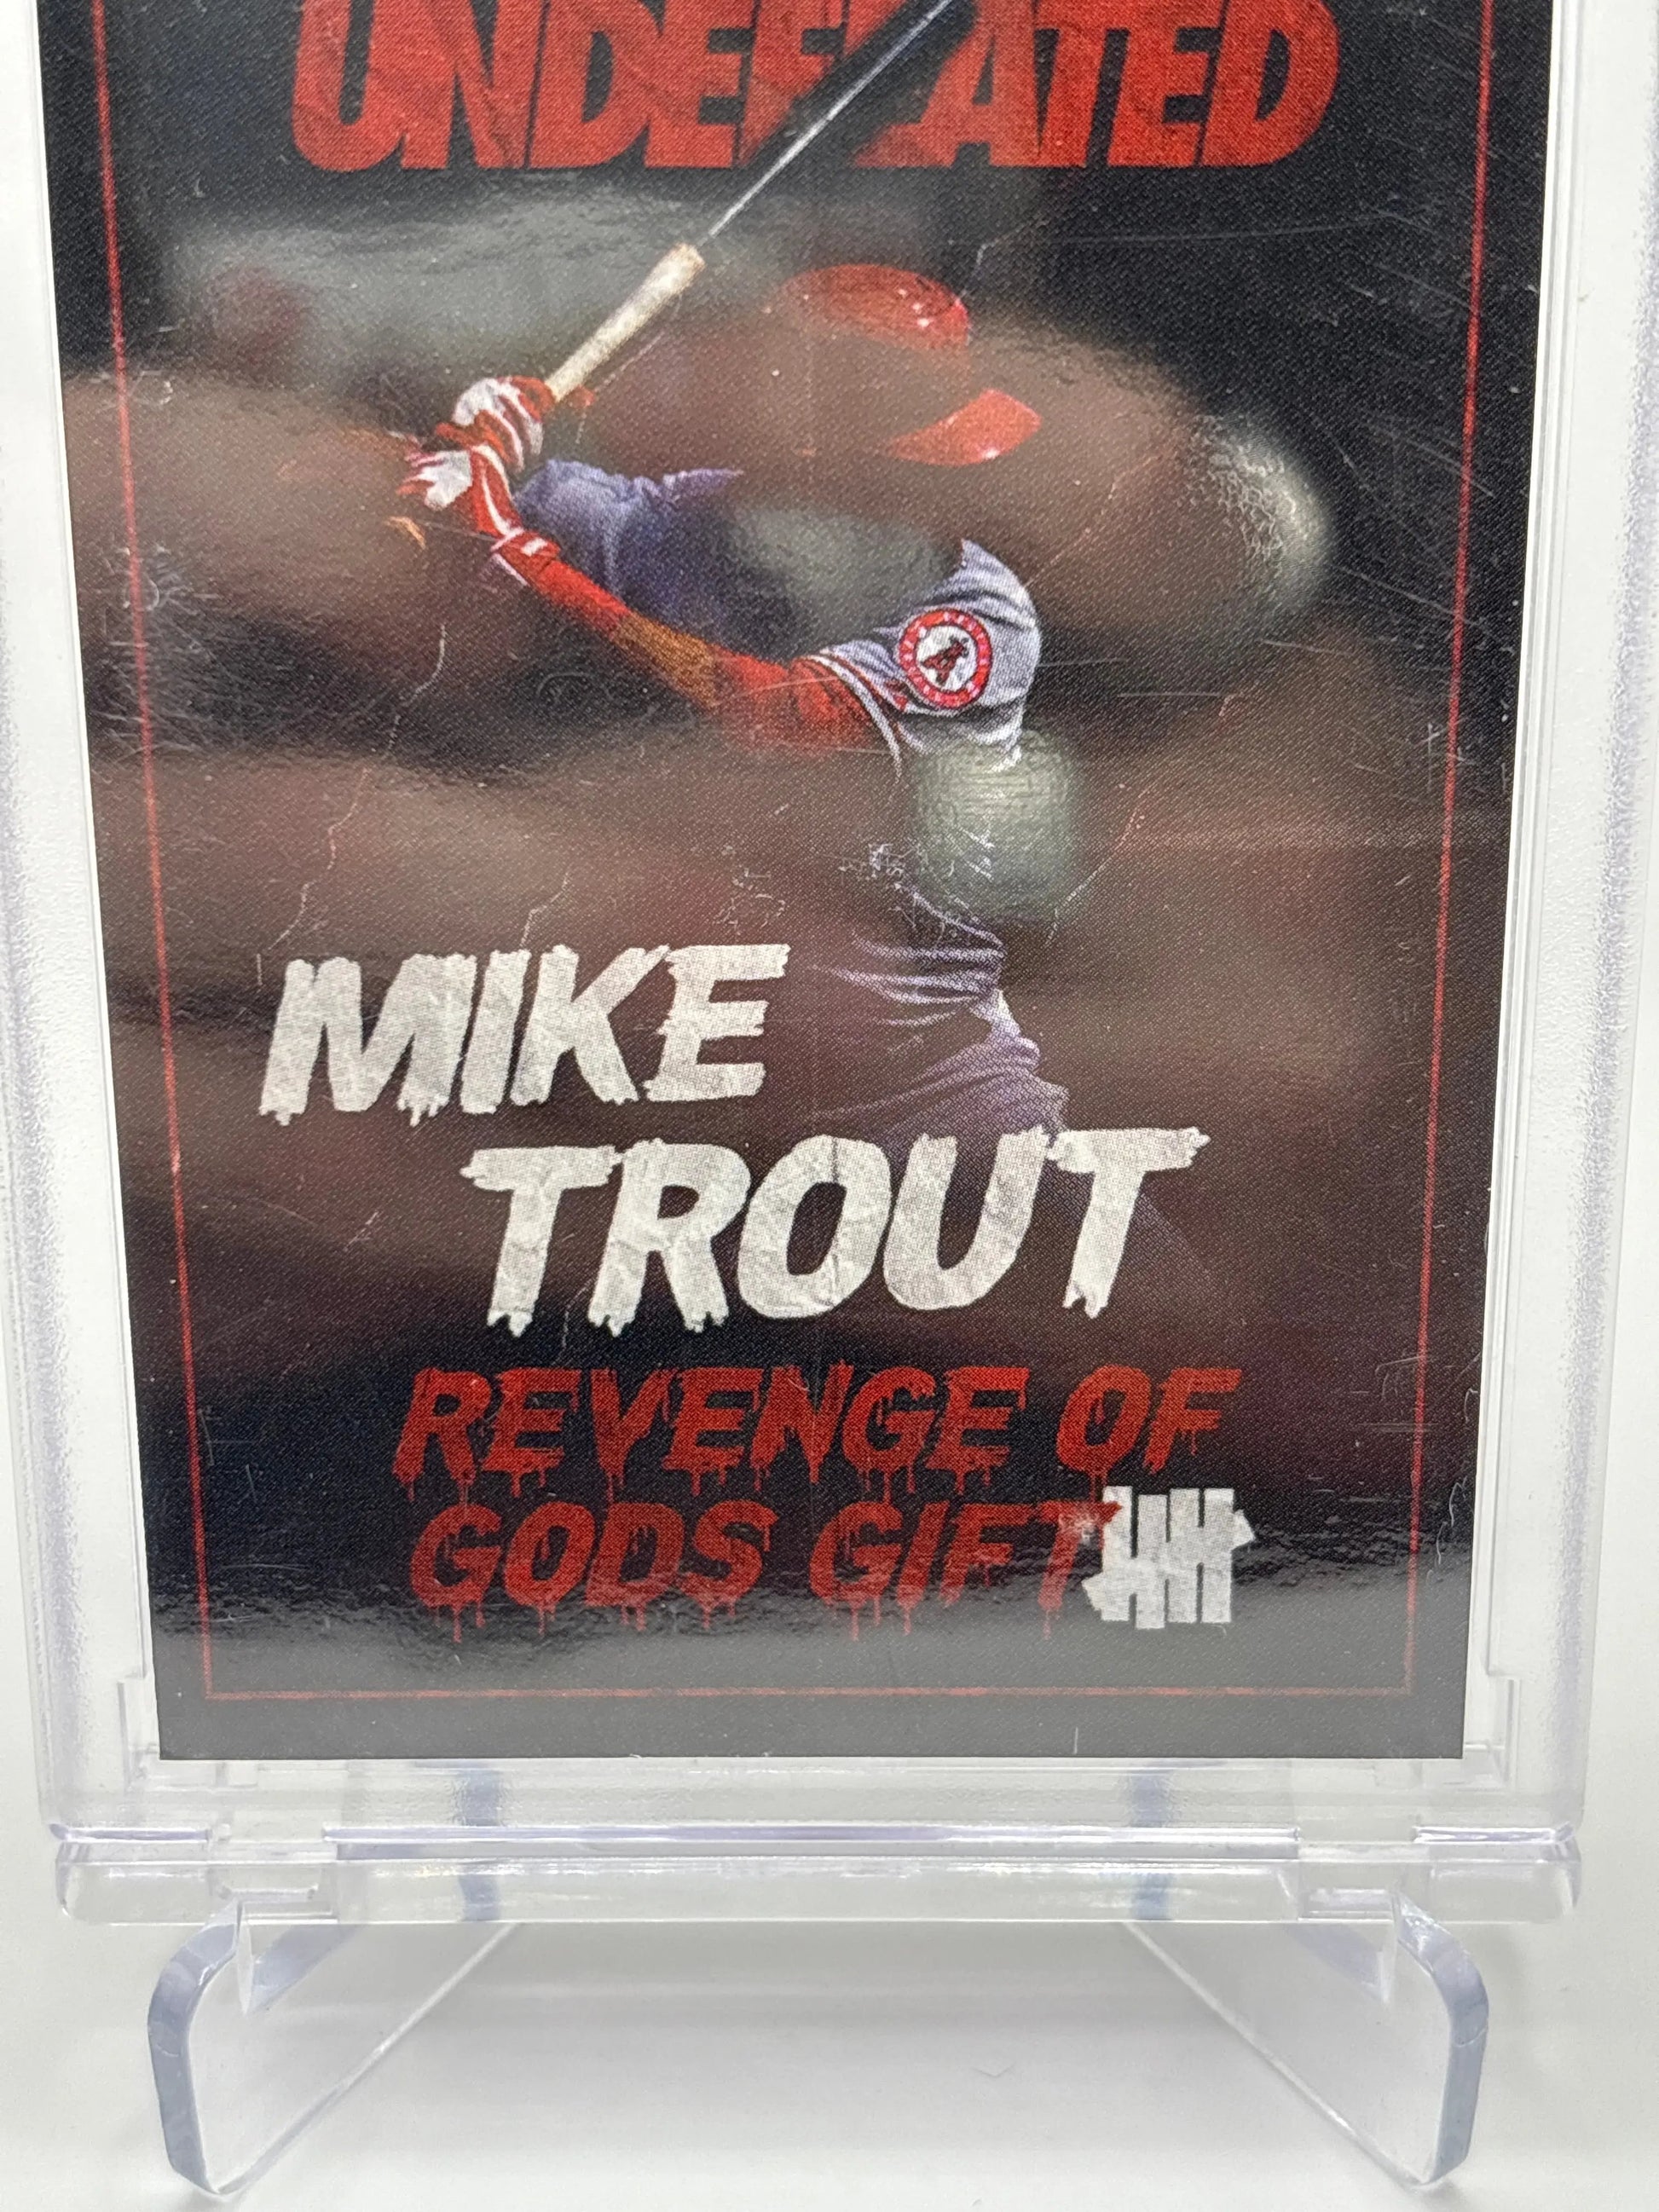 UNDEFEATED
MIKE
TROUT
REVENGE OF
GODS GIFT
A